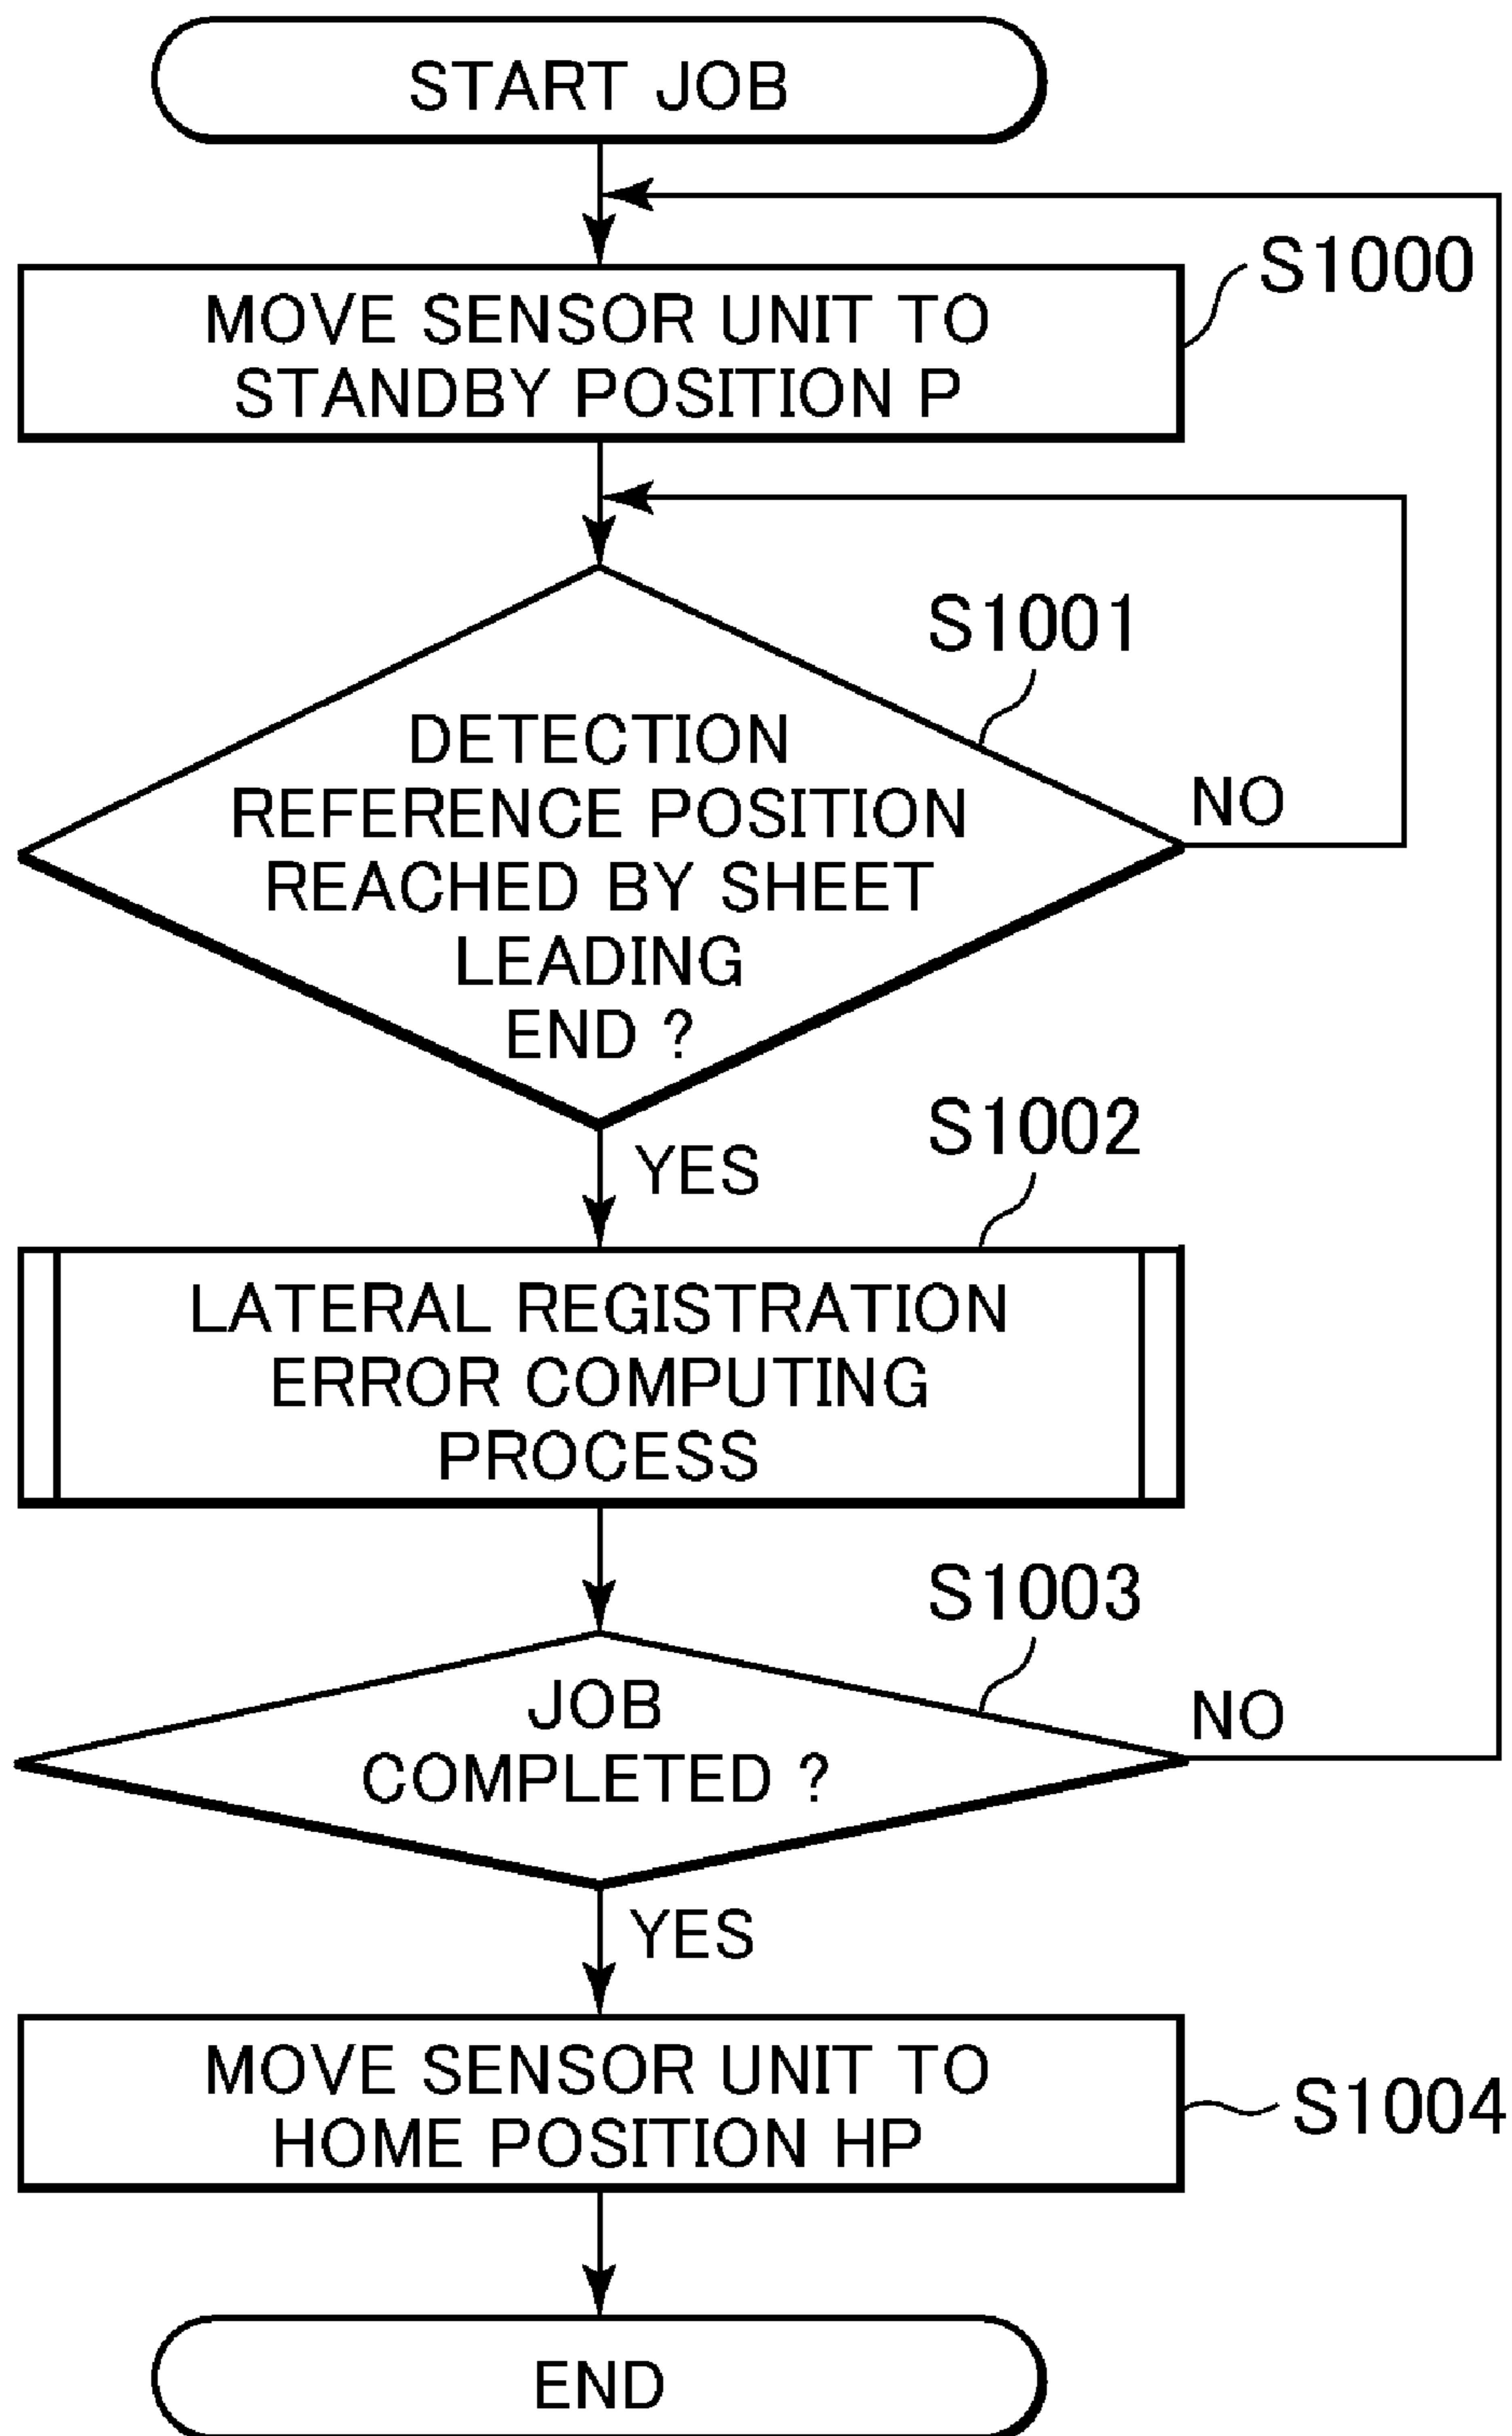 START JOB
S1000
MOVE SENSOR UNIT TO
STANDBY POSITION P
S1001
DETECTION
REFERENCE POSITION
REACHED BY SHEET
LEADING
END ?
NO
YES
S1002
LATERAL REGISTRATION
ERROR COMPUTING
PROCESS
S1003
JOB
COMPLETED ?
NO
YES
MOVE SENSOR UNIT TO
HOME POSITION HP
S1004
END